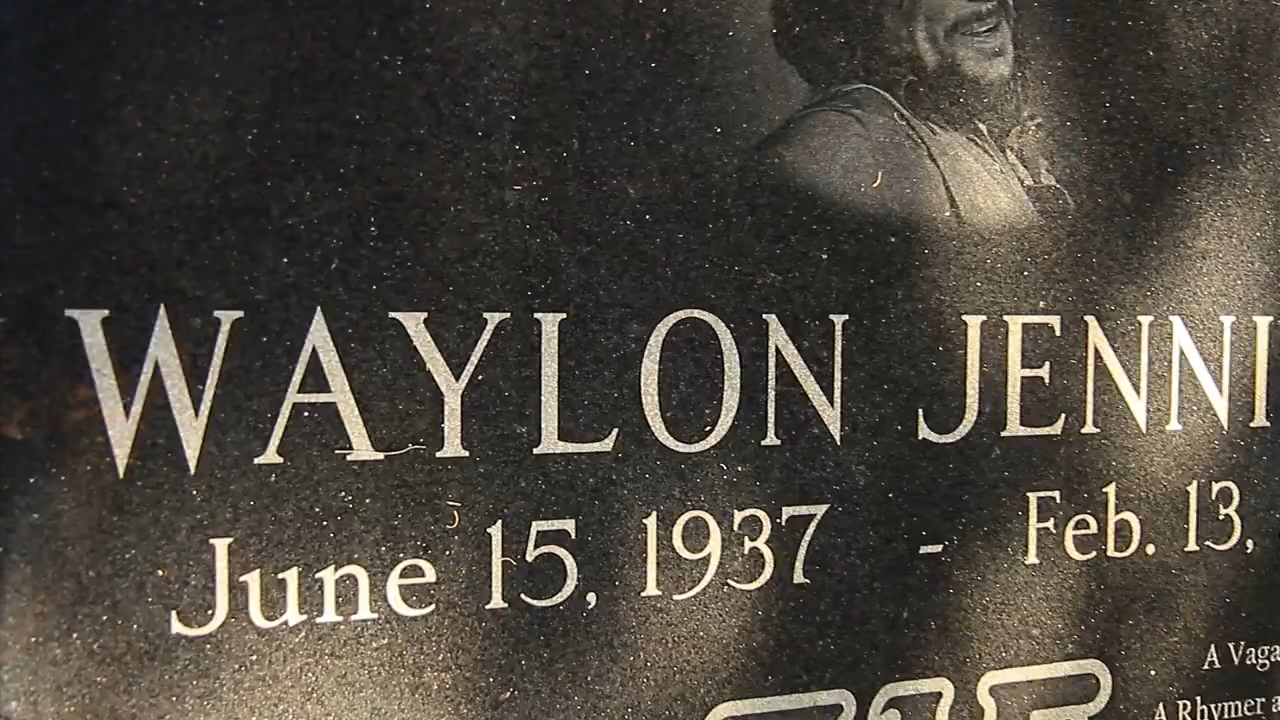 WAYLON JENNI
June 15, 1937 - Feb. 13,
A Vaga
A Rhymer a